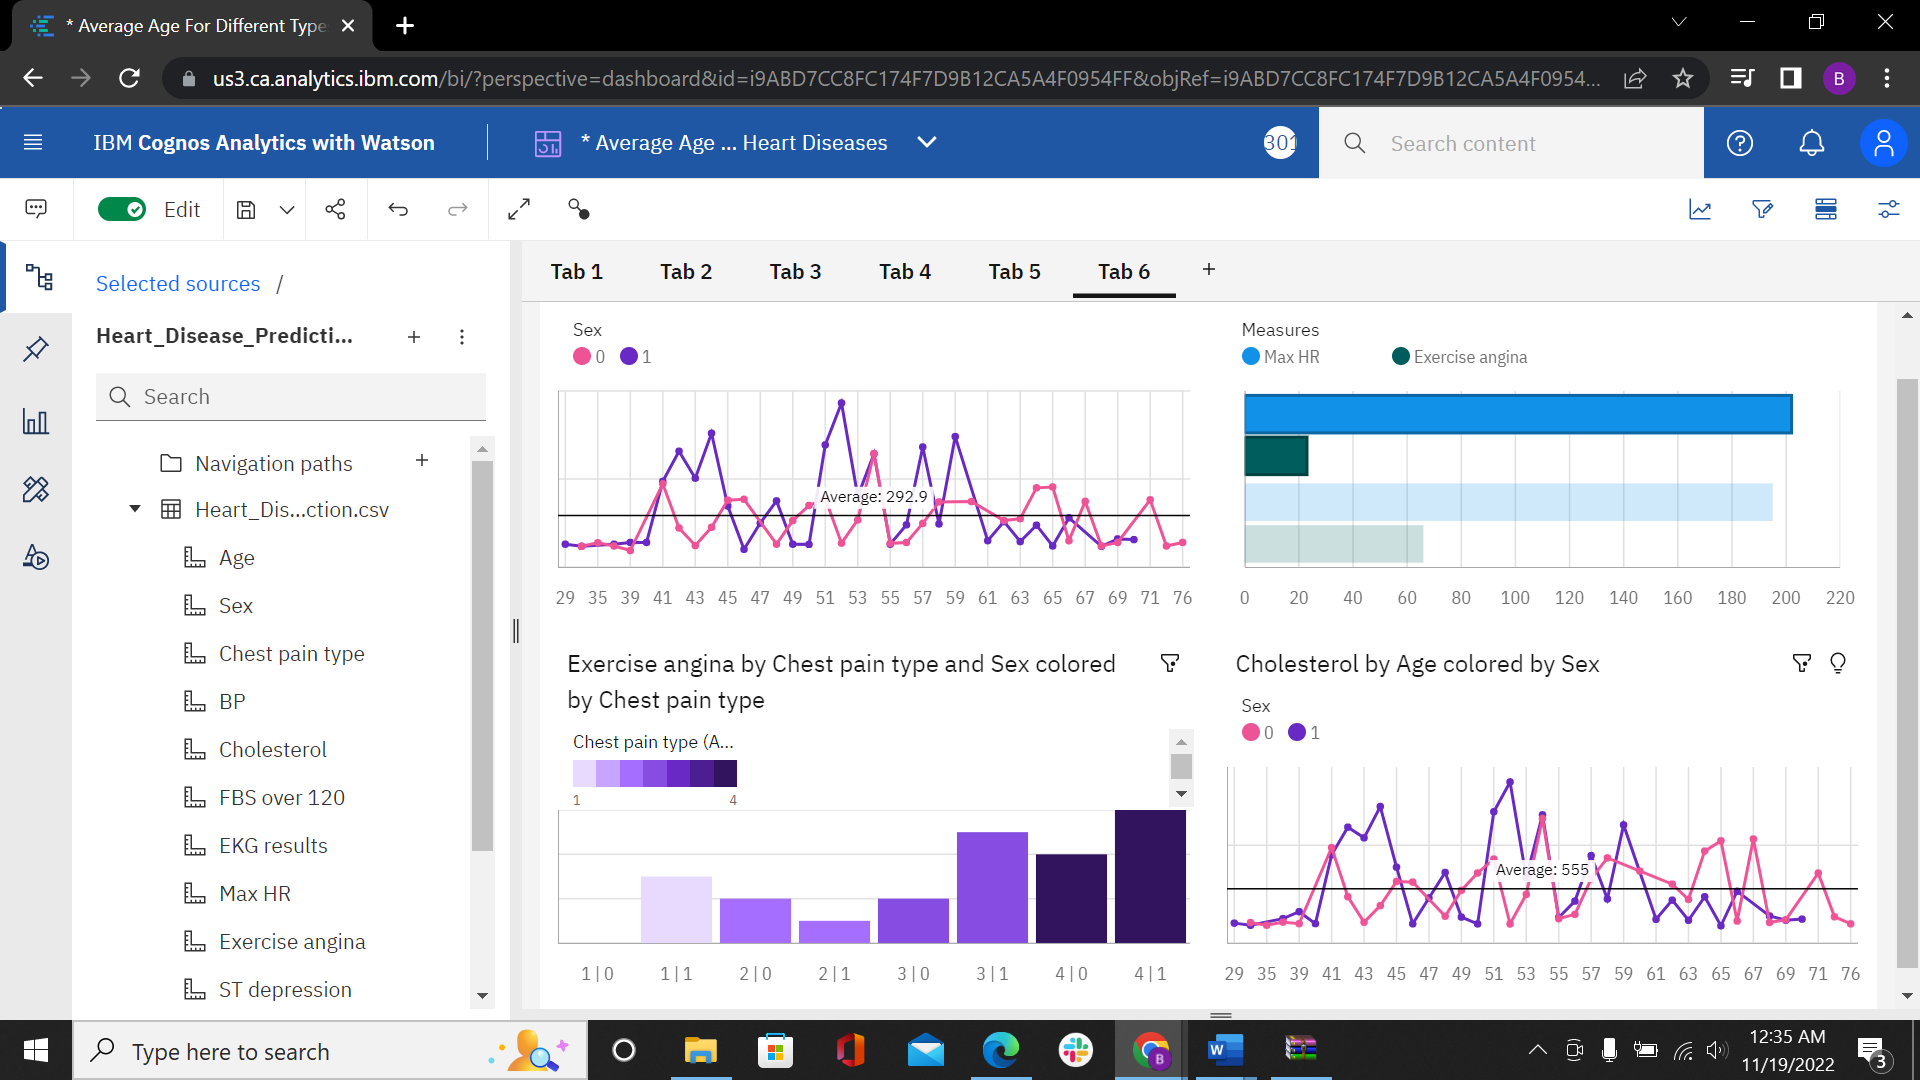 * Average Age For Different Type
us3.ca.analytics.ibm.com/bi/?perspective=dashboard&id=i9ABD7CC8FC174F7D9B12CA5A4F0954FF&objRef=i9ABD7CC8FC174F7D9B12CA5A4F0954...
B
IBM Cognos Analytics with Watson
* Average Age ... Heart Diseases
301
Search content
Edit
Selected sources /
Heart_Disease_Predicti...
Search
Navigation paths
Heart_Dis...ction.csv
Age
Sex
Chest pain type
BP
Cholesterol
FBS over 120
EKG results
Max HR
Exercise angina
ST depression
Tab 1 Tab 2 Tab 3 Tab 4 Tab 5 Tab 6 +
Sex
0 1
Average: 292.9
29 35 39 41 43 45 47 49 51 53 55 57 59 61 63 65 67 69 71 76
Measures
Max HR Exercise angina
0 20 40 60 80 100 120 140 160 180 200 220
Exercise angina by Chest pain type and Sex colored
by Chest pain type
Chest pain type (A...
1 4
1|0 1|1 2|0 2|1 3|0 3|1 4|0 4|1
Cholesterol by Age colored by Sex
Sex
0 1
Average: 555
29 35 39 41 43 45 47 49 51 53 55 57 59 61 63 65 67 69 71 76
Type here to search
B
W
12:35 AM
11/19/2022
3